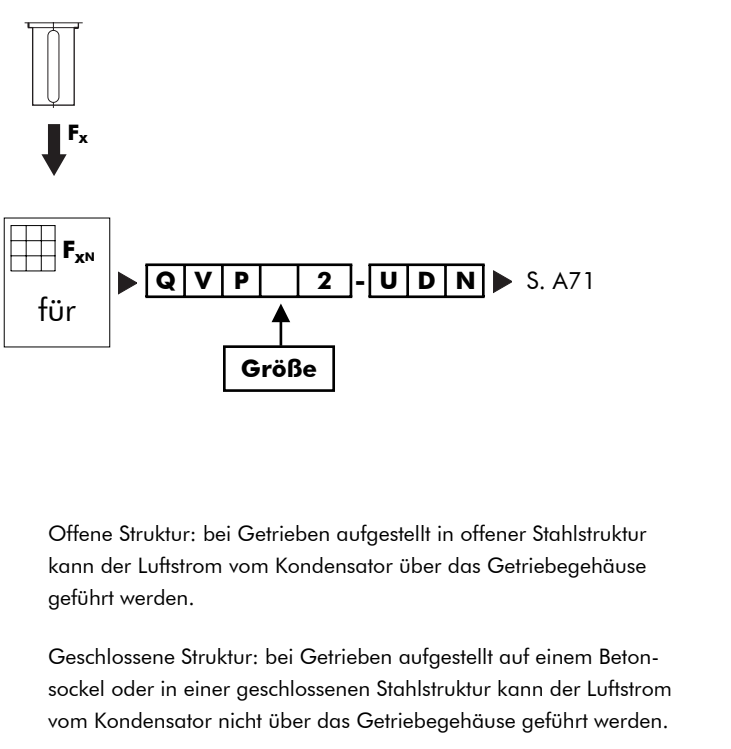 Fx
FxN
für
Q V P 2 - U D N S. A71
Größe
Offene Struktur: bei Getrieben aufgestellt in offener Stahlstruktur
kann der Luftstrom vom Kondensator über das Getriebegehäuse
geführt werden.
Geschlossene Struktur: bei Getrieben aufgestellt auf einem Beton-
sockel oder in einer geschlossenen Stahlstruktur kann der Luftstrom
vom Kondensator nicht über das Getriebegehäuse geführt werden.